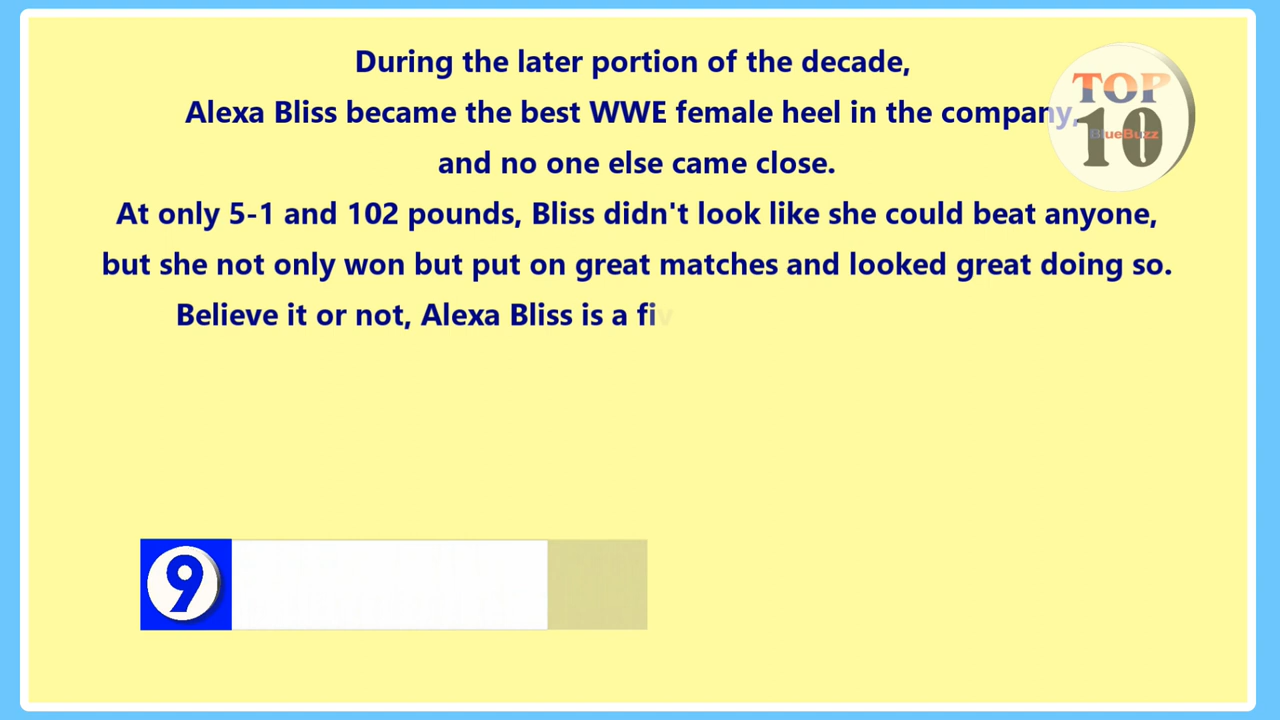 During the later portion of the decade,
Alexa Bliss became the best WWE female heel in the company,
and no one else came close.
At only 5-1 and 102 pounds, Bliss didn't look like she could beat anyone,
but she not only won but put on great matches and looked great doing so.
Believe it or not, Alexa Bliss is a fiv
TOP
10
BlueBuzz
9